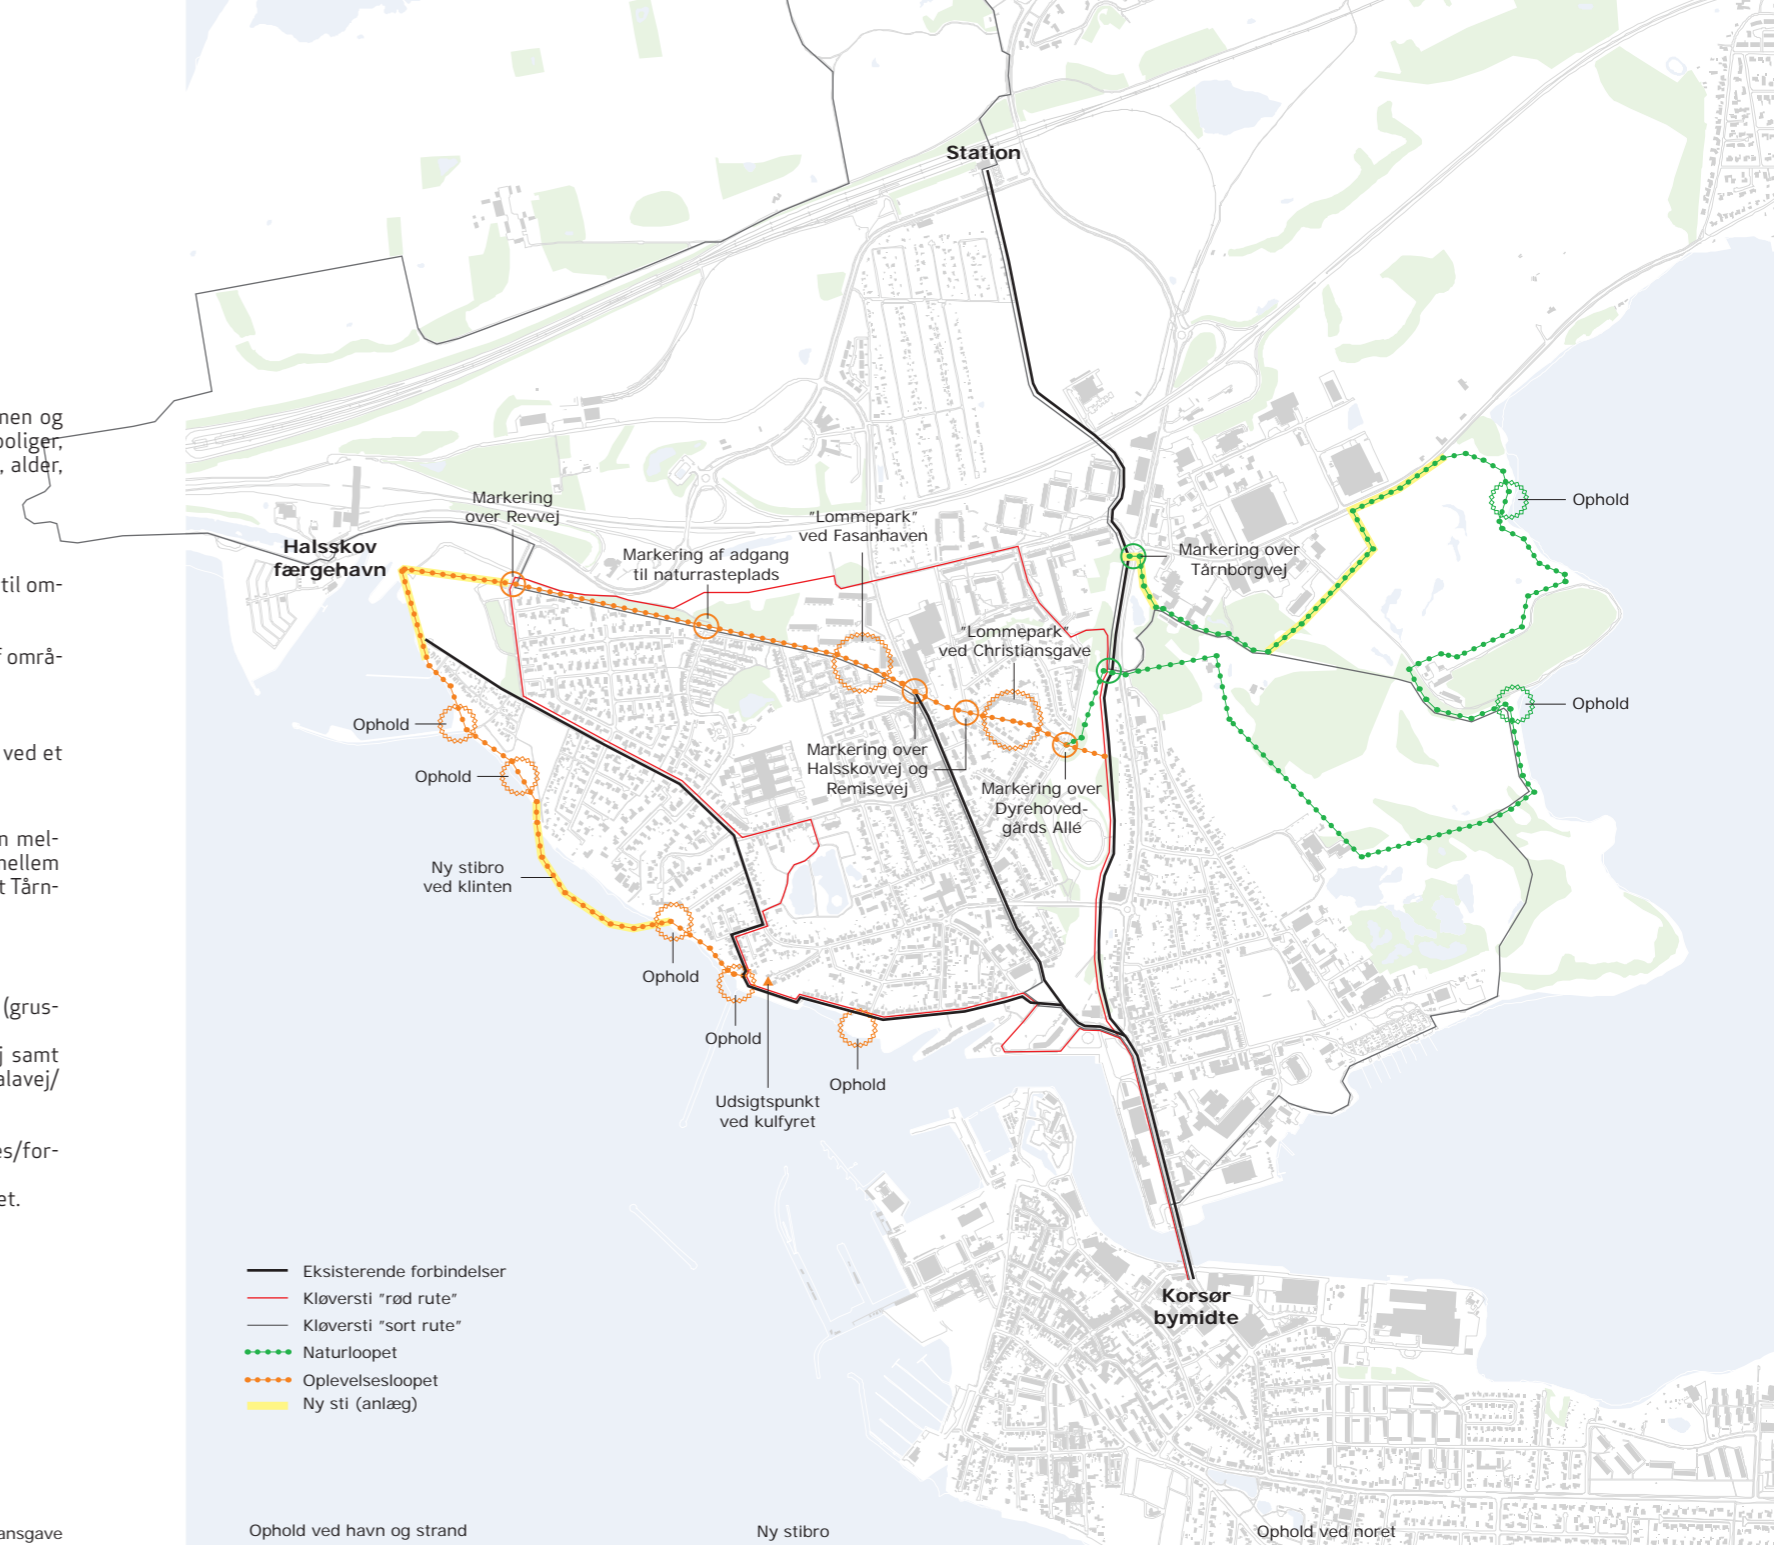 nen og
boliger,
, alder,
til om-
f områ-
ved et
n mel-
nellem
t Tårn-
(grus-
j samt
alavej/
es/for-
et.
ansgave
Station
Markering
over Revvej
"Lommepark"
ved Fasanhaven
Halsskov
færgehavn
Markering af adgang
til naturrasteplads
Markering over
Tårnborgvej
Ophold
"Lommepark"
ved Christiansgave
Ophold
Ophold
Ophold
Markering over
Halsskovvej og
Remisevej
Markering over
Dyrehoved-
gårds Allé
Ny stibro
ved klinten
Ophold
Ophold
Ophold
Udsigtspunkt
ved kulfyret
Korsør
bymidte
Eksisterende forbindelser
Kløversti "rød rute"
Kløversti "sort rute"
Naturloopet
Oplevelsesloopet
Ny sti (anlæg)
Ophold ved havn og strand
Ny stibro
Ophold ved noret